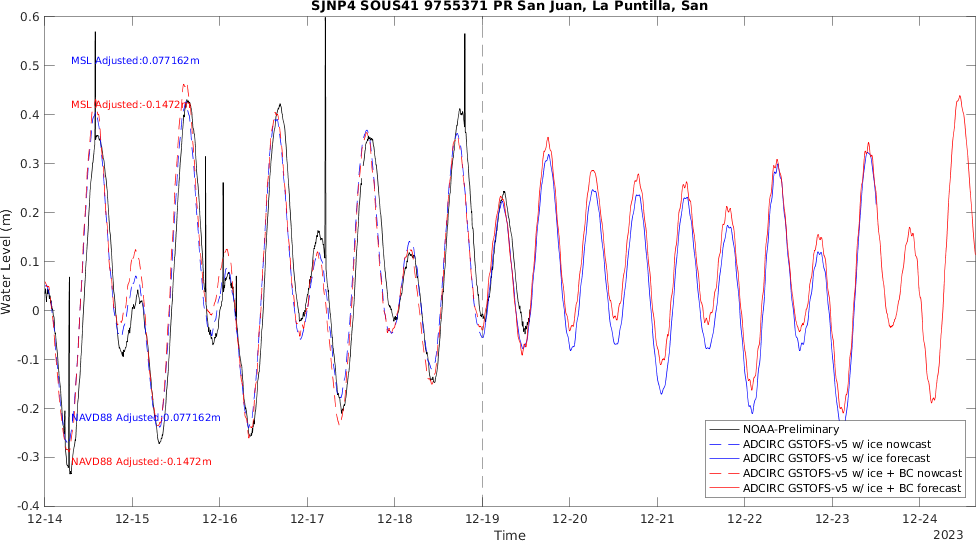 SJNP4 SOUS41 9755371 PR San Juan, La Puntilla, San
0.6
0.5
0.4
0.3
0.2
0.1
0
-0.1
-0.2
-0.3
-0.4
Water Level (m)
MSL Adjusted:0.077162m
MSL Adjusted:-0.1472m
NAVD88 Adjusted:0.077162m
NAVD88 Adjusted:-0.1472m
NOAA-Preliminary
ADCIRC GSTOFS-v5 w/ ice nowcast
ADCIRC GSTOFS-v5 w/ ice forecast
ADCIRC GSTOFS-v5 w/ ice + BC nowcast
ADCIRC GSTOFS-v5 w/ ice + BC forecast
12-14 12-15 12-16 12-17 12-18 12-19 12-20 12-21 12-22 12-23 12-24
Time
2023